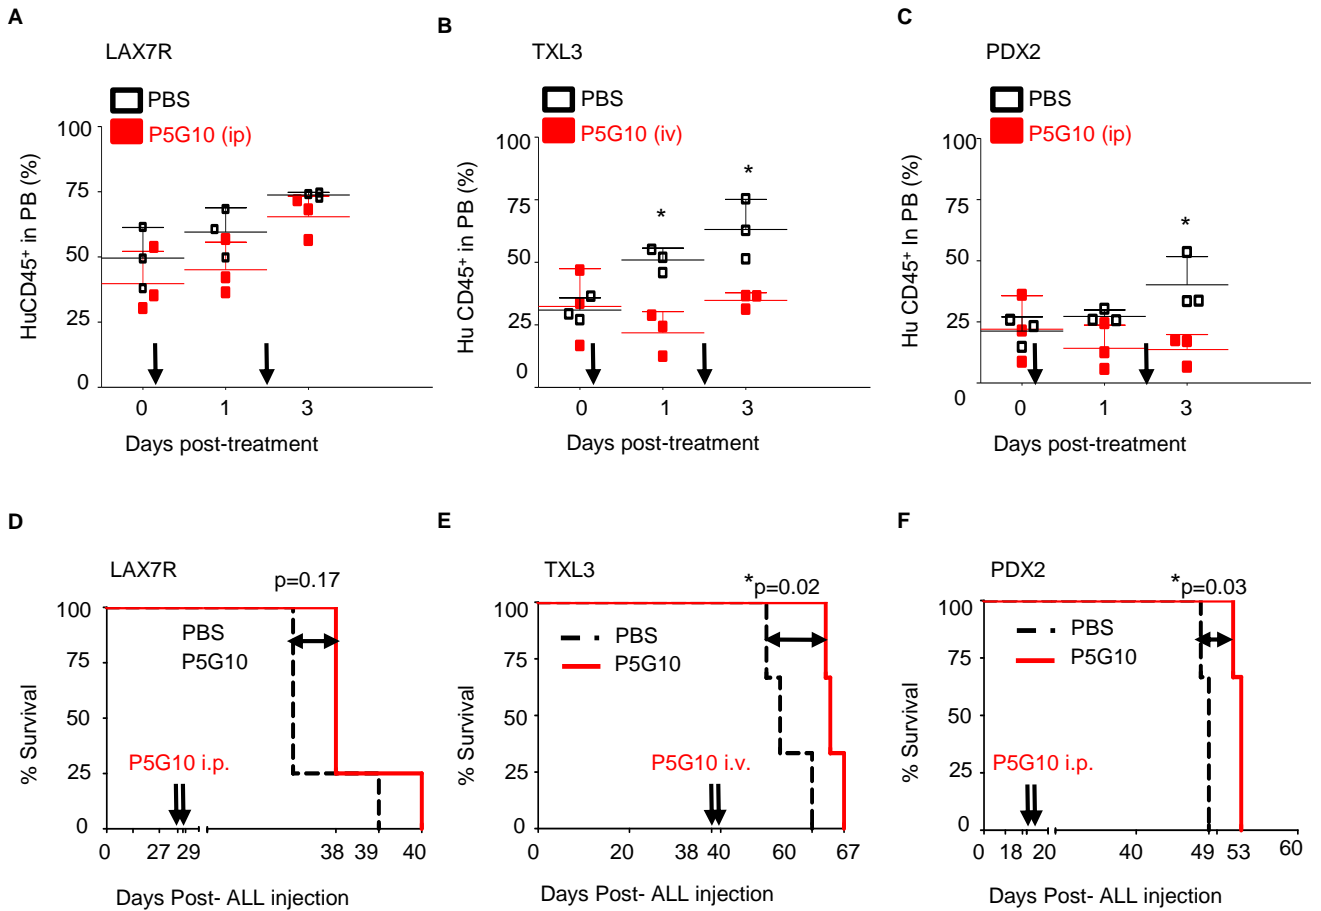 A
LAX7R
PBS
P5G10 (ip)
HuCD45⁺ in PB (%)
100
75
50
25
0
0 1 3
Days post-treatment
B
TXL3
PBS
P5G10 (iv)
Hu CD45⁺ in PB (%)
100
75
50
25
0
*
*
0 1 3
Days post-treatment
C
PDX2
PBS
P5G10 (ip)
Hu CD45⁺ In PB (%)
100
75
50
25
0
*
0 1 3
Days post-treatment
D
LAX7R
p=0.17
% Survival
100
75
50
25
0
PBS
P5G10
P5G10 i.p.
0 27 29 38 39 40
Days Post- ALL injection
E
TXL3
*p=0.02
% Survival
100
75
50
25
0
PBS
P5G10
P5G10 i.v.
0 20 38 40 60 67
Days Post- ALL injection
F
PDX2
*p=0.03
% Survival
100
75
50
25
0
PBS
P5G10
P5G10 i.p.
0 18 20 40 49 53 60
Days Post- ALL injection